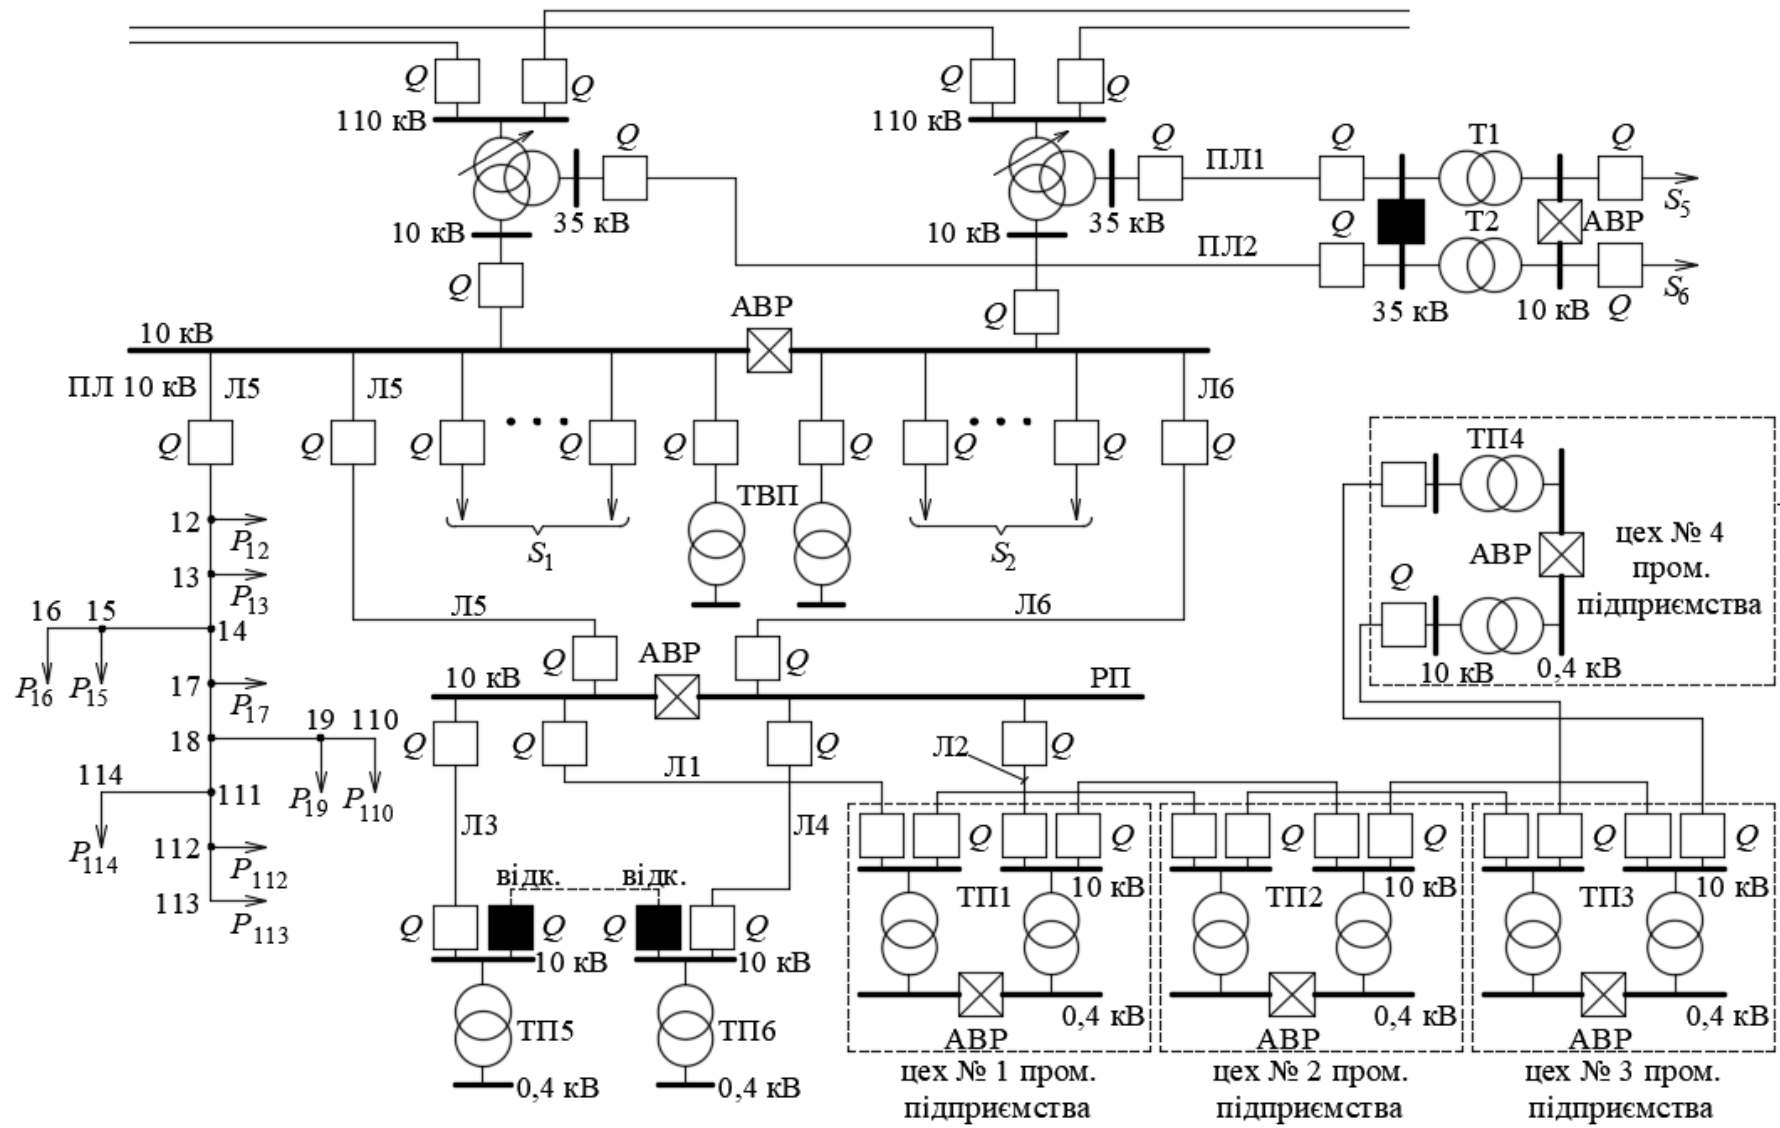 Q
Q
Q
Q
110 кВ
110 кВ
Q
Q
ПЛ1
Q
Т1
Q
S5
35 кВ
35 кВ
10 кВ
10 кВ
Q
Т2
АВР
ПЛ2
S6
35 кВ
10 кВ
Q
Q
Q
АВР
10 кВ
ПЛ 10 кВ
Л5
Л5
Л6
Q
Q
Q
Q
Q
Q
Q
Q
Q
ТВП
S1
S2
ТП4
АВР
цех № 4
пром.
підприємства
Q
10 кВ
0,4 кВ
12
P12
13
P13
16
15
14
P16
P15
17
P17
18
19
110
P19
P110
114
111
P114
112
P112
113
P113
Л5
Л6
Q
АВР
Q
10 кВ
РП
Q
Q
Q
Q
Л1
Л2
Л3
Л4
відк.
відк.
Q
Q
Q
Q
10 кВ
10 кВ
ТП5
ТП6
0,4 кВ
0,4 кВ
Q
Q
Q
Q
Q
Q
ТП1
10 кВ
ТП2
10 кВ
ТП3
10 кВ
0,4 кВ
0,4 кВ
0,4 кВ
АВР
АВР
АВР
цех № 1 пром.
підприємства
цех № 2 пром.
підприємства
цех № 3 пром.
підприємства